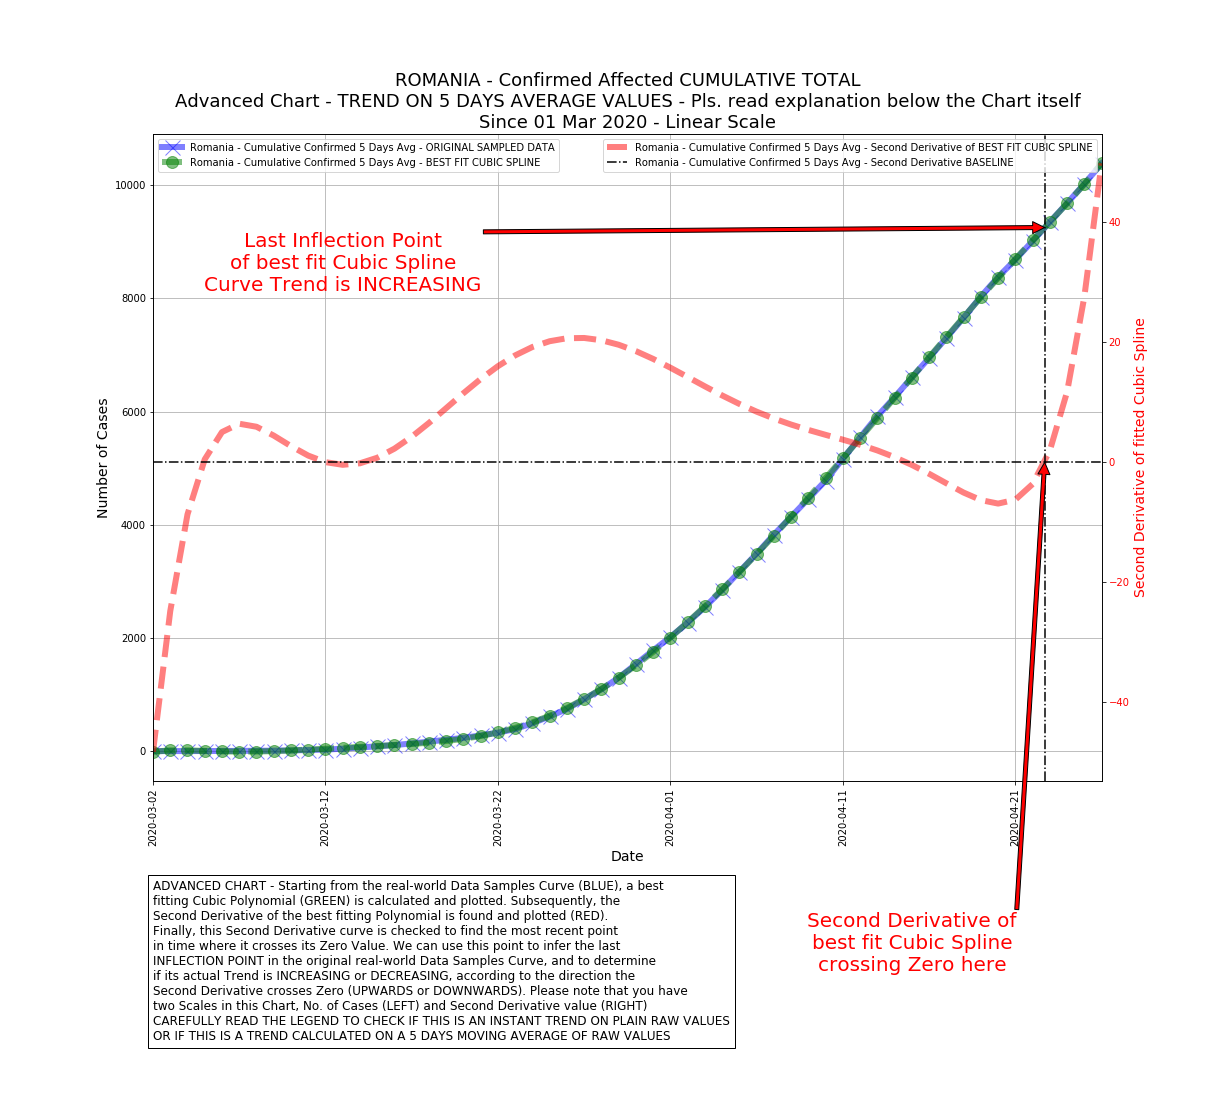 ROMANIA - Confirmed Affected CUMULATIVE TOTAL
Advanced Chart - TREND ON 5 DAYS AVERAGE VALUES - Pls. read explanation below the Chart itself
Since 01 Mar 2020 - Linear Scale
Romania - Cumulative Confirmed 5 Days Avg - ORIGINAL SAMPLED DATA
Romania - Cumulative Confirmed 5 Days Avg - BEST FIT CUBIC SPLINE
Romania - Cumulative Confirmed 5 Days Avg - Second Derivative of BEST FIT CUBIC SPLINE
Romania - Cumulative Confirmed 5 Days Avg - Second Derivative BASELINE
Last Inflection Point
of best fit Cubic Spline
Curve Trend is INCREASING
Number of Cases
10000
8000
6000
4000
2000
0
Second Derivative of fitted Cubic Spline
40
20
0
−20
−40
2020-03-02
2020-03-12
2020-03-22
2020-04-01
2020-04-11
2020-04-21
Date
Second Derivative of
best fit Cubic Spline
crossing Zero here
ADVANCED CHART - Starting from the real-world Data Samples Curve (BLUE), a best
fitting Cubic Polynomial (GREEN) is calculated and plotted. Subsequently, the
Second Derivative of the best fitting Polynomial is found and plotted (RED).
Finally, this Second Derivative curve is checked to find the most recent point
in time where it crosses its Zero Value. We can use this point to infer the last
INFLECTION POINT in the original real-world Data Samples Curve, and to determine
if its actual Trend is INCREASING or DECREASING, according to the direction the
Second Derivative crosses Zero (UPWARDS or DOWNWARDS). Please note that you have
two Scales in this Chart, No. of Cases (LEFT) and Second Derivative value (RIGHT)
CAREFULLY READ THE LEGEND TO CHECK IF THIS IS AN INSTANT TREND ON PLAIN RAW VALUES
OR IF THIS IS A TREND CALCULATED ON A 5 DAYS MOVING AVERAGE OF RAW VALUES